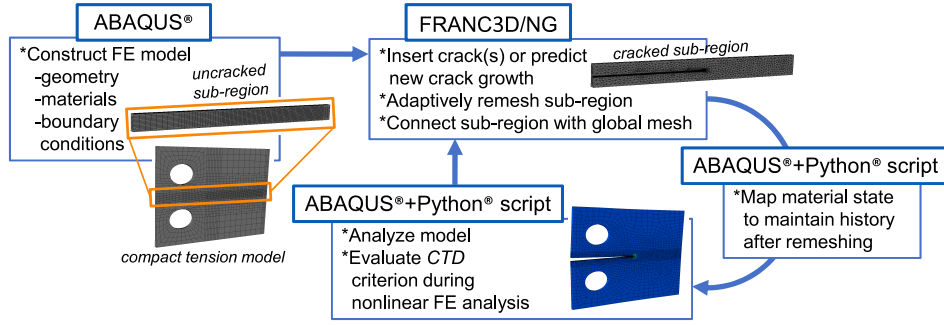 ABAQUS®
*Construct FE model
-geometry
-materials
-boundary
conditions
uncracked
sub-region
compact tension model
FRANC3D/NG
*Insert crack(s) or predict
new crack growth
*Adaptively remesh sub-region
*Connect sub-region with global mesh
cracked sub-region
ABAQUS®+Python® script
*Map material state
to maintain history
after remeshing
ABAQUS®+Python® script
*Analyze model
*Evaluate CTD
criterion during
nonlinear FE analysis